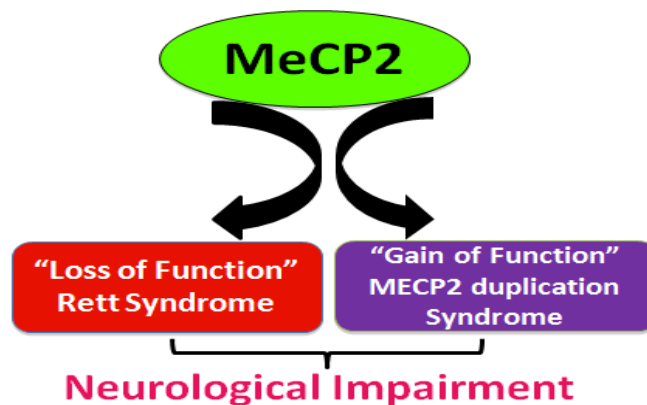 MeCP2
“Loss of Function”
Rett Syndrome
“Gain of Function”
MECP2 duplication
Syndrome
Neurological Impairment